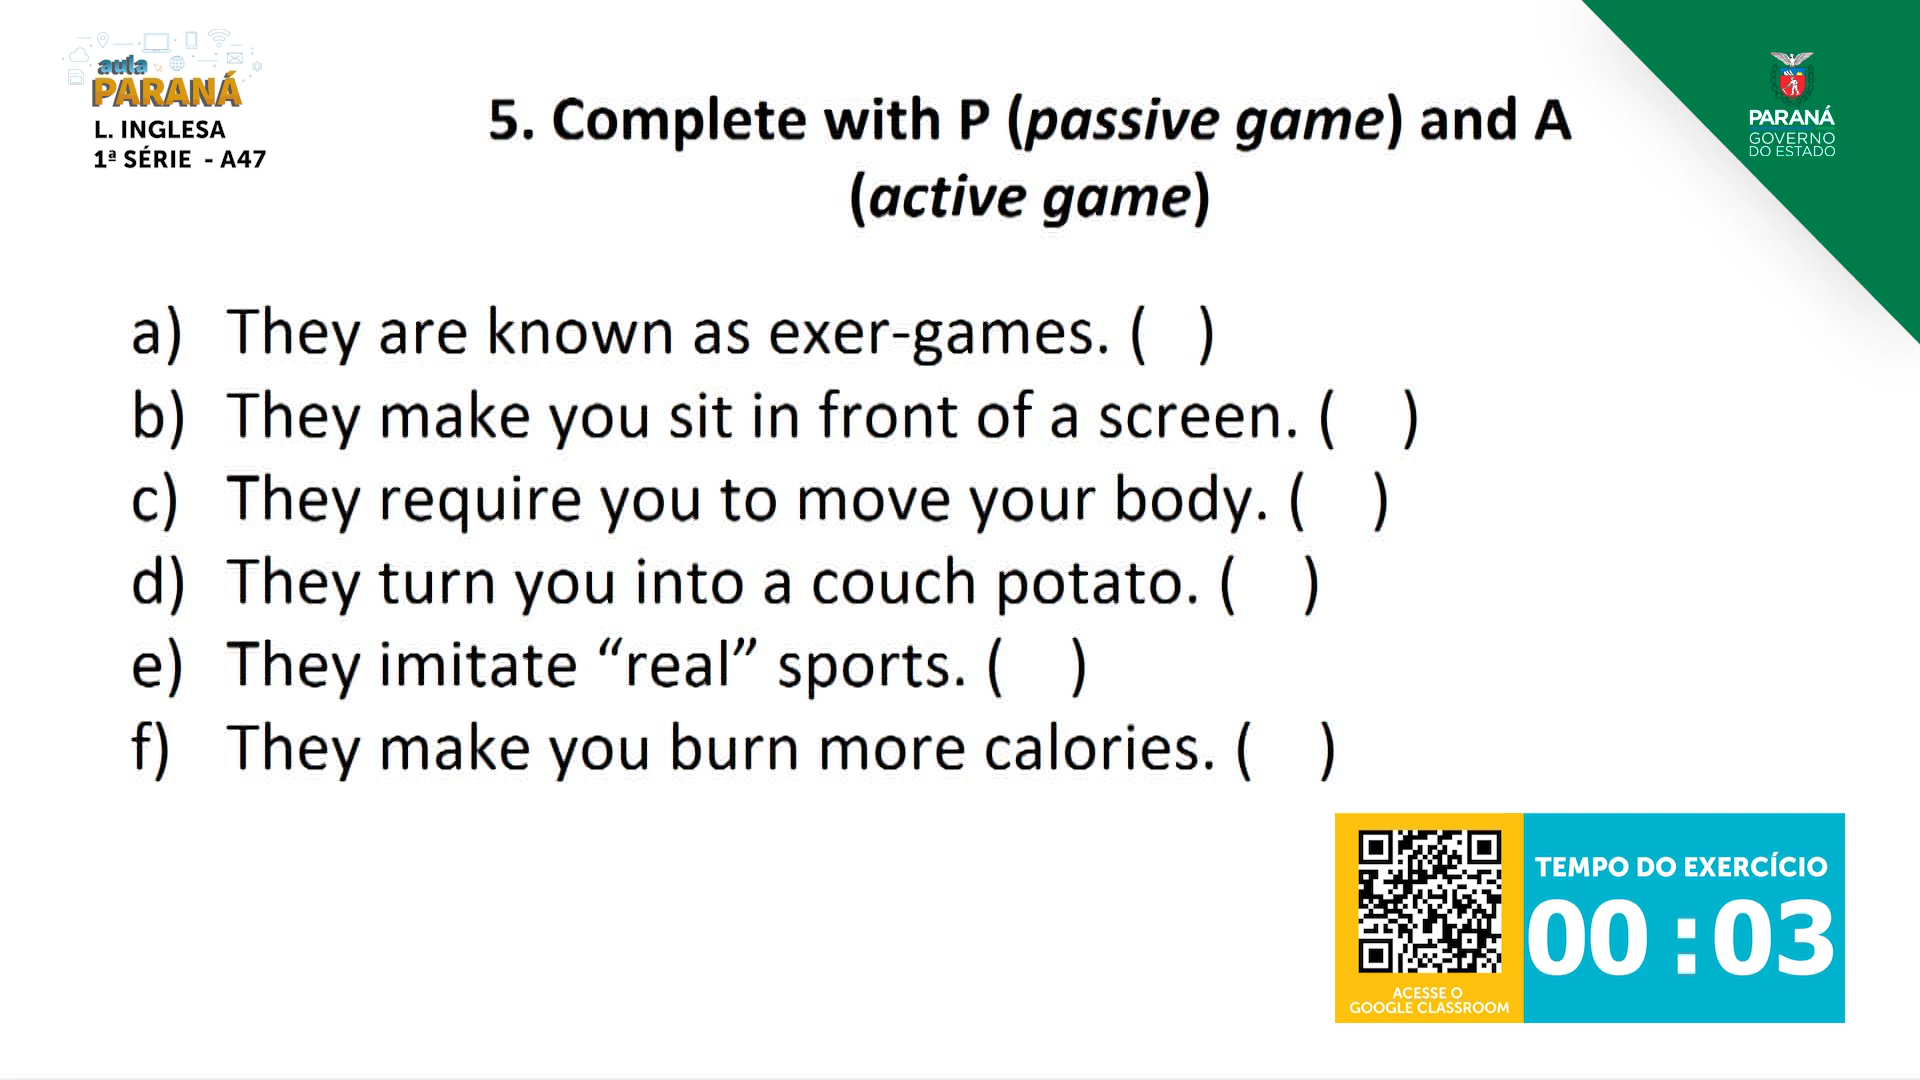 aula
PARANÁ
L. INGLESA
1ª SÉRIE - A47
5. Complete with P (passive game) and A
(active game)
PARANÁ
GOVERNO
DO ESTADO
a) They are known as exer-games. ( )
b) They make you sit in front of a screen. ( )
c) They require you to move your body. ( )
d) They turn you into a couch potato. ( )
e) They imitate “real” sports. ( )
f) They make you burn more calories. ( )
TEMPO DO EXERCÍCIO
00 : 03
ACESSE O
GOOGLE CLASSROOM